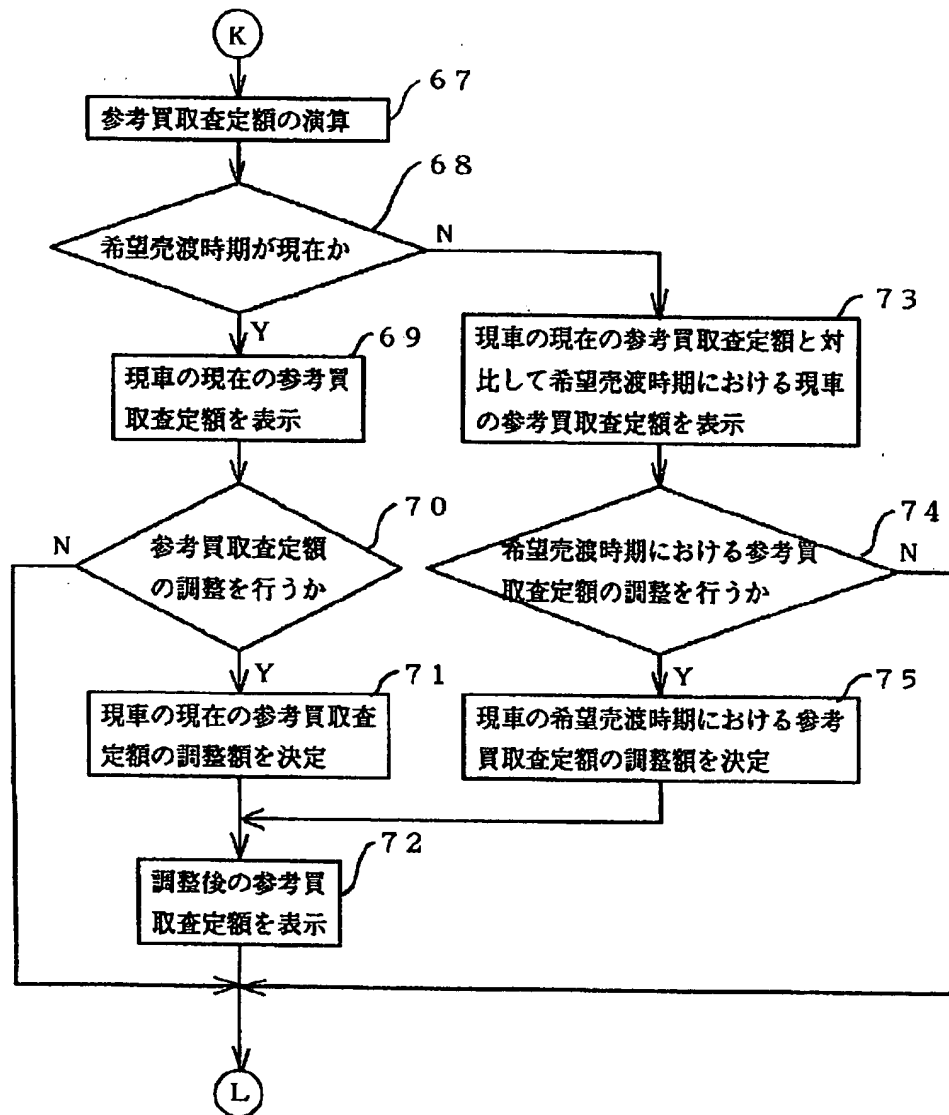 K
67
参考買取査定額の演算
68
希望売渡時期が現在か
N
Y
69
現車の現在の参考買
取査定額を表示
73
現車の現在の参考買取査定額と対
比して希望売渡時期における現車
の参考買取査定額を表示
70
N
参考買取査定額
の調整を行うか
74
希望売渡時期における参考買
取査定額の調整を行うか
N
Y
71
現車の現在の参考買取査
定額の調整額を決定
Y
75
現車の希望売渡時期における参考
買取査定額の調整額を決定
72
調整後の参考買
取査定額を表示
L